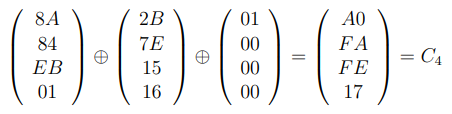 8A 2B 01 A0
84 ⊕ 7E ⊕ 00 = FA = C₄
EB 15 00 FE
01 16 00 17